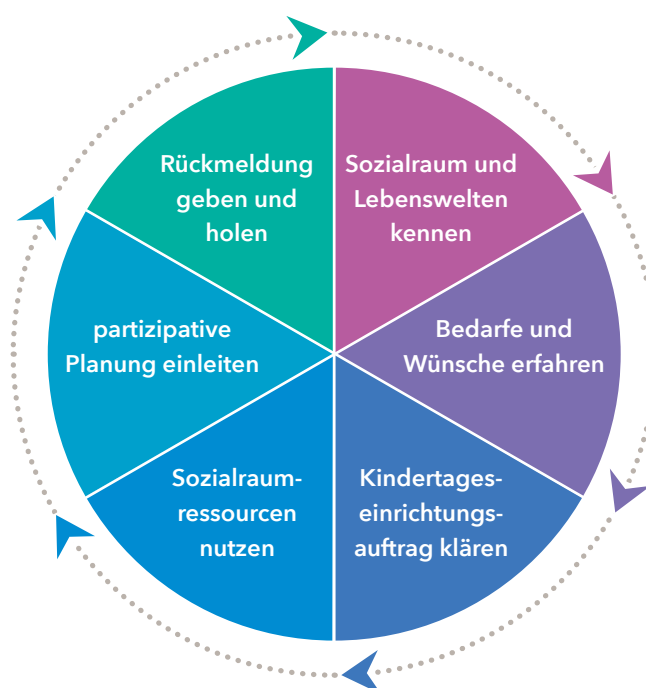 Rückmeldung
geben und
holen
Sozialraum und
Lebenswelten
kennen
partizipative
Planung einleiten
Bedarfe und
Wünsche erfahren
Sozialraum-
ressourcen
nutzen
Kindertages-
einrichtungs-
auftrag klären